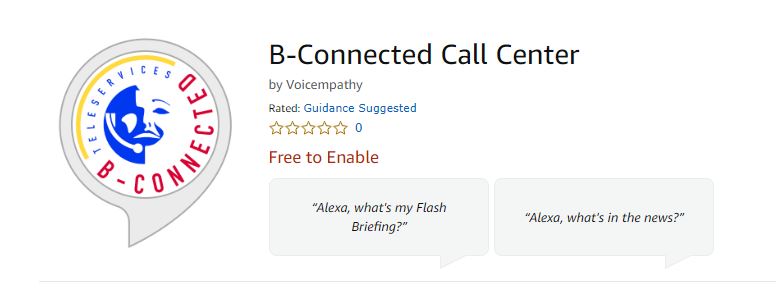 TELESERVICES
B-CONNECTED
B-Connected Call Center
by Voicempathy
Rated: Guidance Suggested
0
Free to Enable
“Alexa, what's my Flash
Briefing?”
“Alexa, what's in the news?”